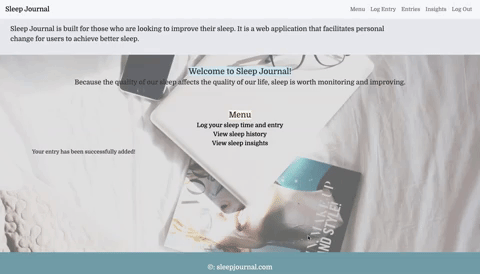 Sleep Journal
Menu Log Entry Entries Insights Log Out
Sleep Journal is built for those who are looking to improve their sleep. It is a web application that facilitates personal
change for users to achieve better sleep.
Welcome to Sleep Journal!
Because the quality of our sleep affects the quality of our life, sleep is worth monitoring and improving.
Menu
Log your sleep time and entry
View sleep history
View sleep insights
Your entry has been successfully added!
MAKEUP
AND STYLE!
©: sleepjournal.com